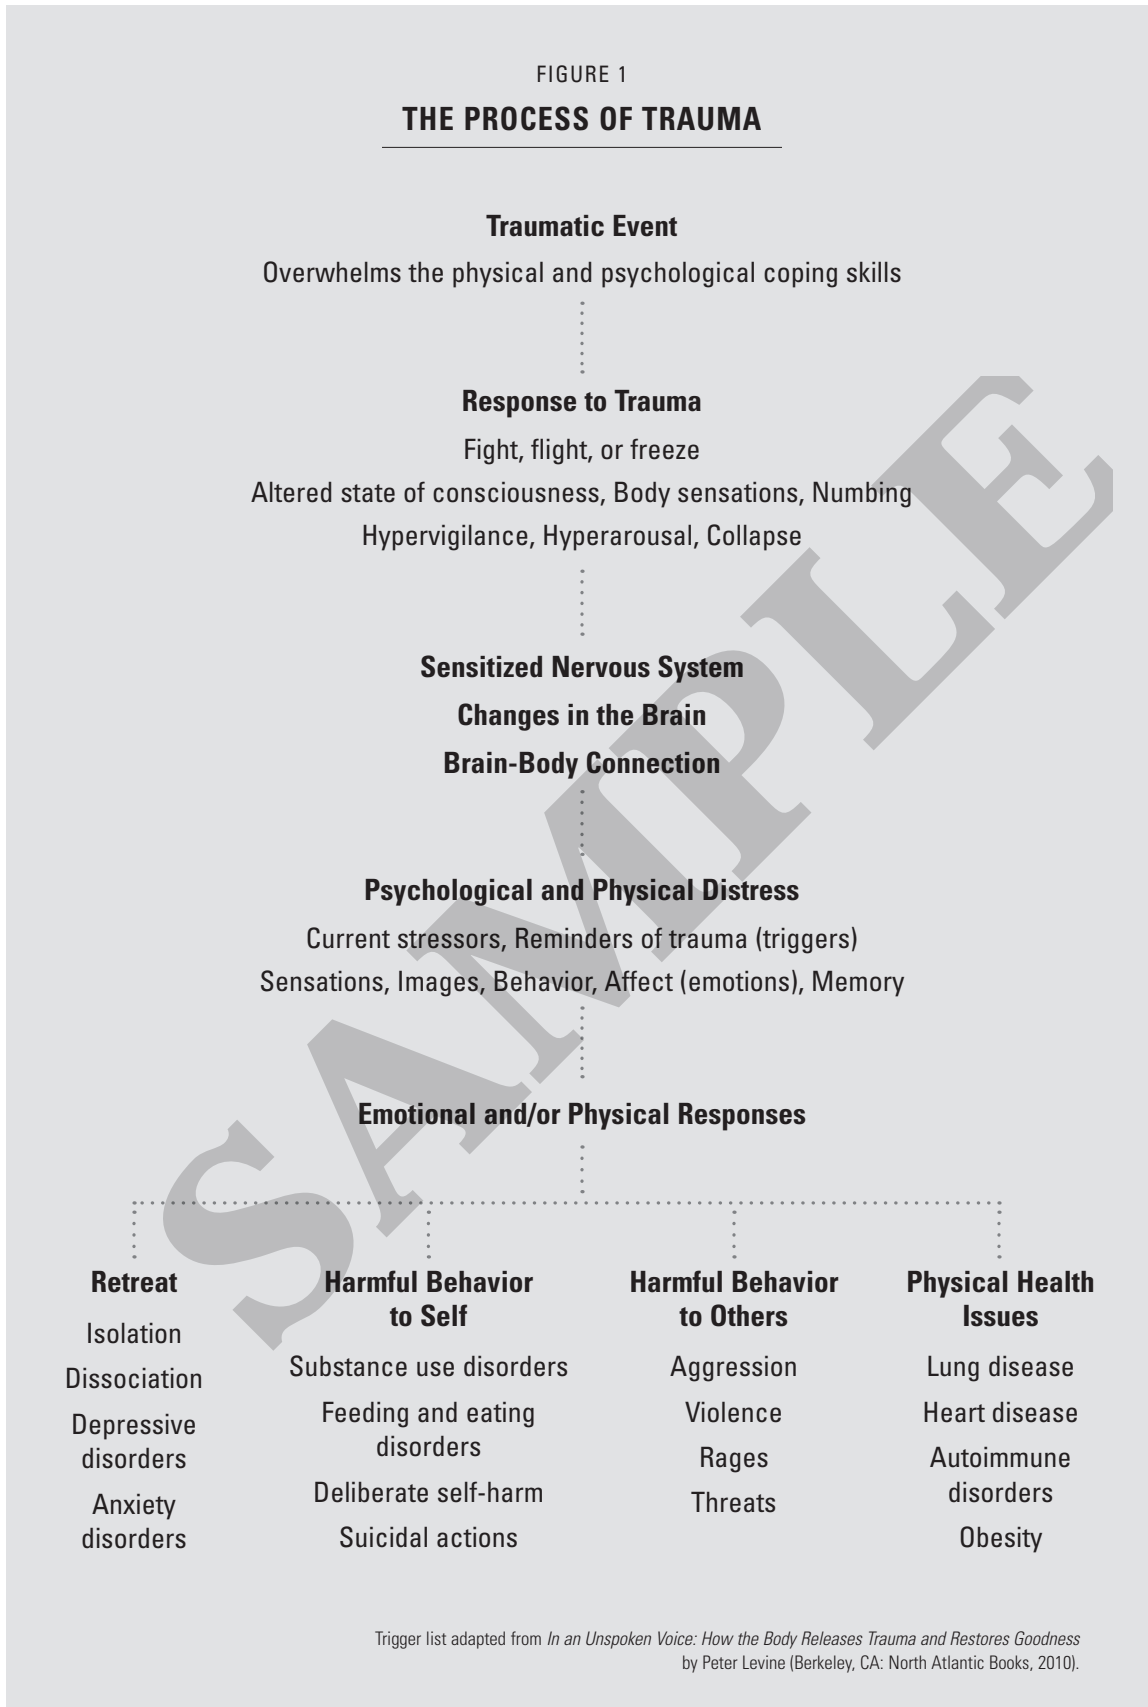 FIGURE 1
THE PROCESS OF TRAUMA
Traumatic Event
Overwhelms the physical and psychological coping skills
Response to Trauma
Fight, flight, or freeze
Altered state of consciousness, Body sensations, Numbing
Hypervigilance, Hyperarousal, Collapse
Sensitized Nervous System
Changes in the Brain
Brain-Body Connection
Psychological and Physical Distress
Current stressors, Reminders of trauma (triggers)
Sensations, Images, Behavior, Affect (emotions), Memory
Emotional and/or Physical Responses
Retreat
Isolation
Dissociation
Depressive
disorders
Anxiety
disorders
Harmful Behavior
to Self
Substance use disorders
Feeding and eating
disorders
Deliberate self-harm
Suicidal actions
Harmful Behavior
to Others
Aggression
Violence
Rages
Threats
Physical Health
Issues
Lung disease
Heart disease
Autoimmune
disorders
Obesity
Trigger list adapted from In an Unspoken Voice: How the Body Releases Trauma and Restores Goodness
by Peter Levine (Berkeley, CA: North Atlantic Books, 2010).
SAMPLE